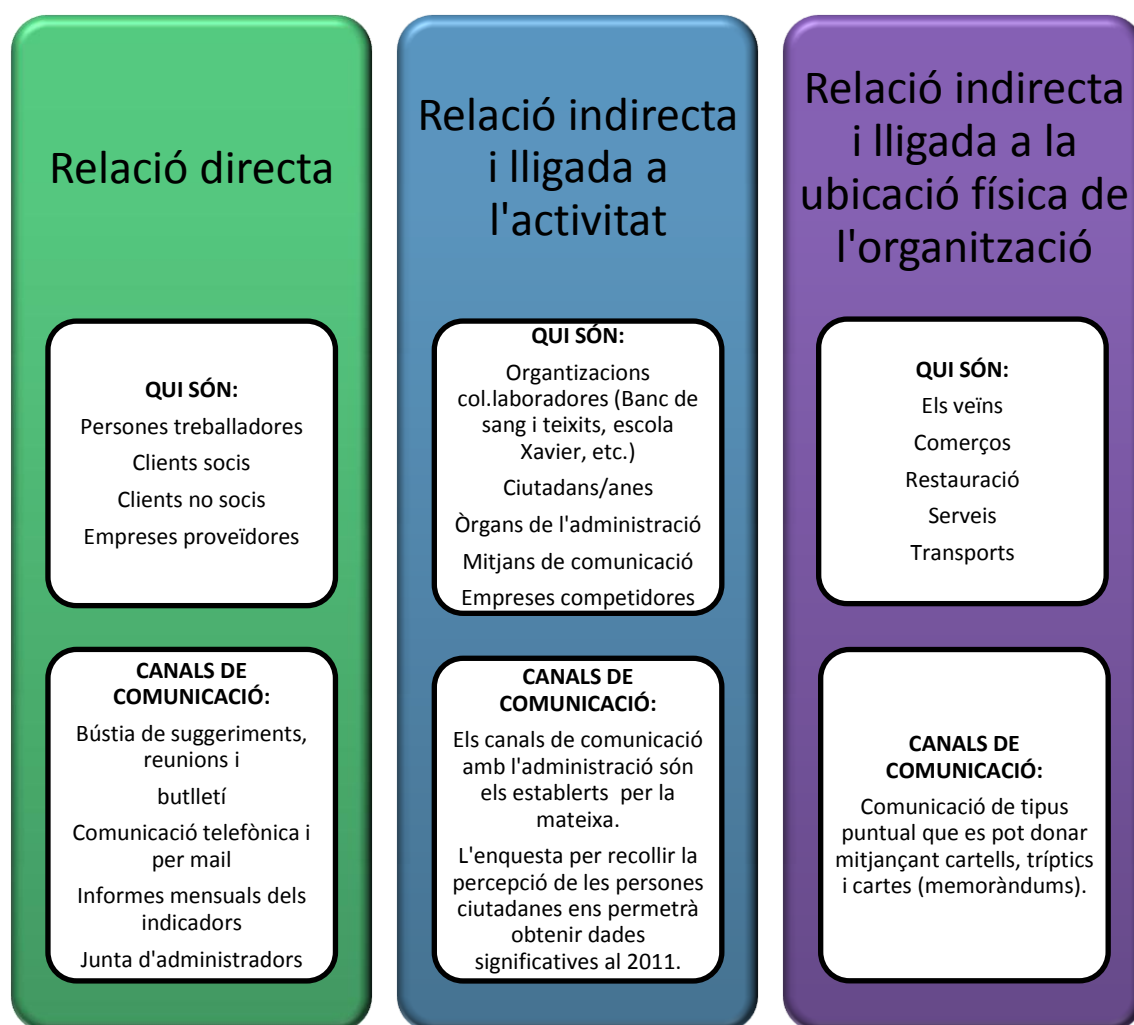 Relació directa
QUI SÓN:
Persones treballadores
Clients socis
Clients no socis
Empreses proveïdores
CANALS DE
COMUNICACIÓ:
Bústia de suggeriments,
reunions i
butlletí
Comunicació telefònica i
per mail
Informes mensuals dels
indicadors
Junta d'administradors
Relació indirecta
i lligada a
l'activitat
QUI SÓN:
Organtizacions
col.laboradores (Banc de
sang i teixits, escola
Xavier, etc.)
Ciutadans/anes
Òrgans de l'administració
Mitjans de comunicació
Empreses competidores
CANALS DE
COMUNICACIÓ:
Els canals de comunicació
amb l'administració són
els establerts per la
mateixa.
L'enquesta per recollir la
percepció de les persones
ciutadanes ens permetrà
obtenir dades
significatives al 2011.
Relació indirecta
i lligada a la
ubicació física de
l'organització
QUI SÓN:
Els veïns
Comerços
Restauració
Serveis
Transports
CANALS DE
COMUNICACIÓ:
Comunicació de tipus
puntual que es pot donar
mitjançant cartells, tríptics
i cartes (memoràndums).